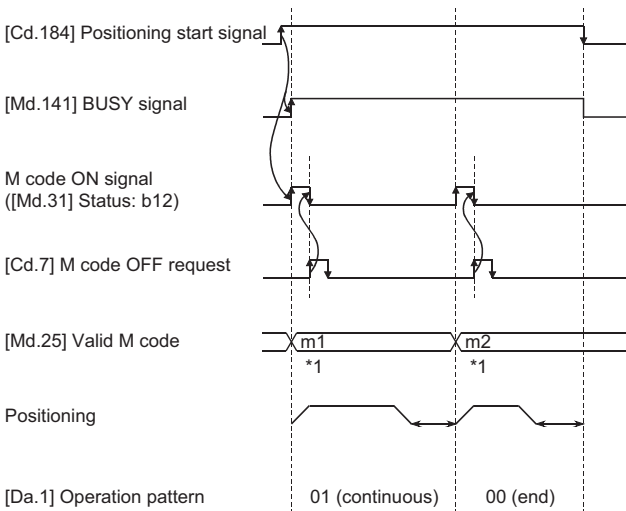 [Cd.184] Positioning start signal
[Md.141] BUSY signal
M code ON signal
([Md.31] Status: b12)
[Cd.7] M code OFF request
[Md.25] Valid M code
m1
m2
*1
*1
Positioning
[Da.1] Operation pattern
01 (continuous)
00 (end)